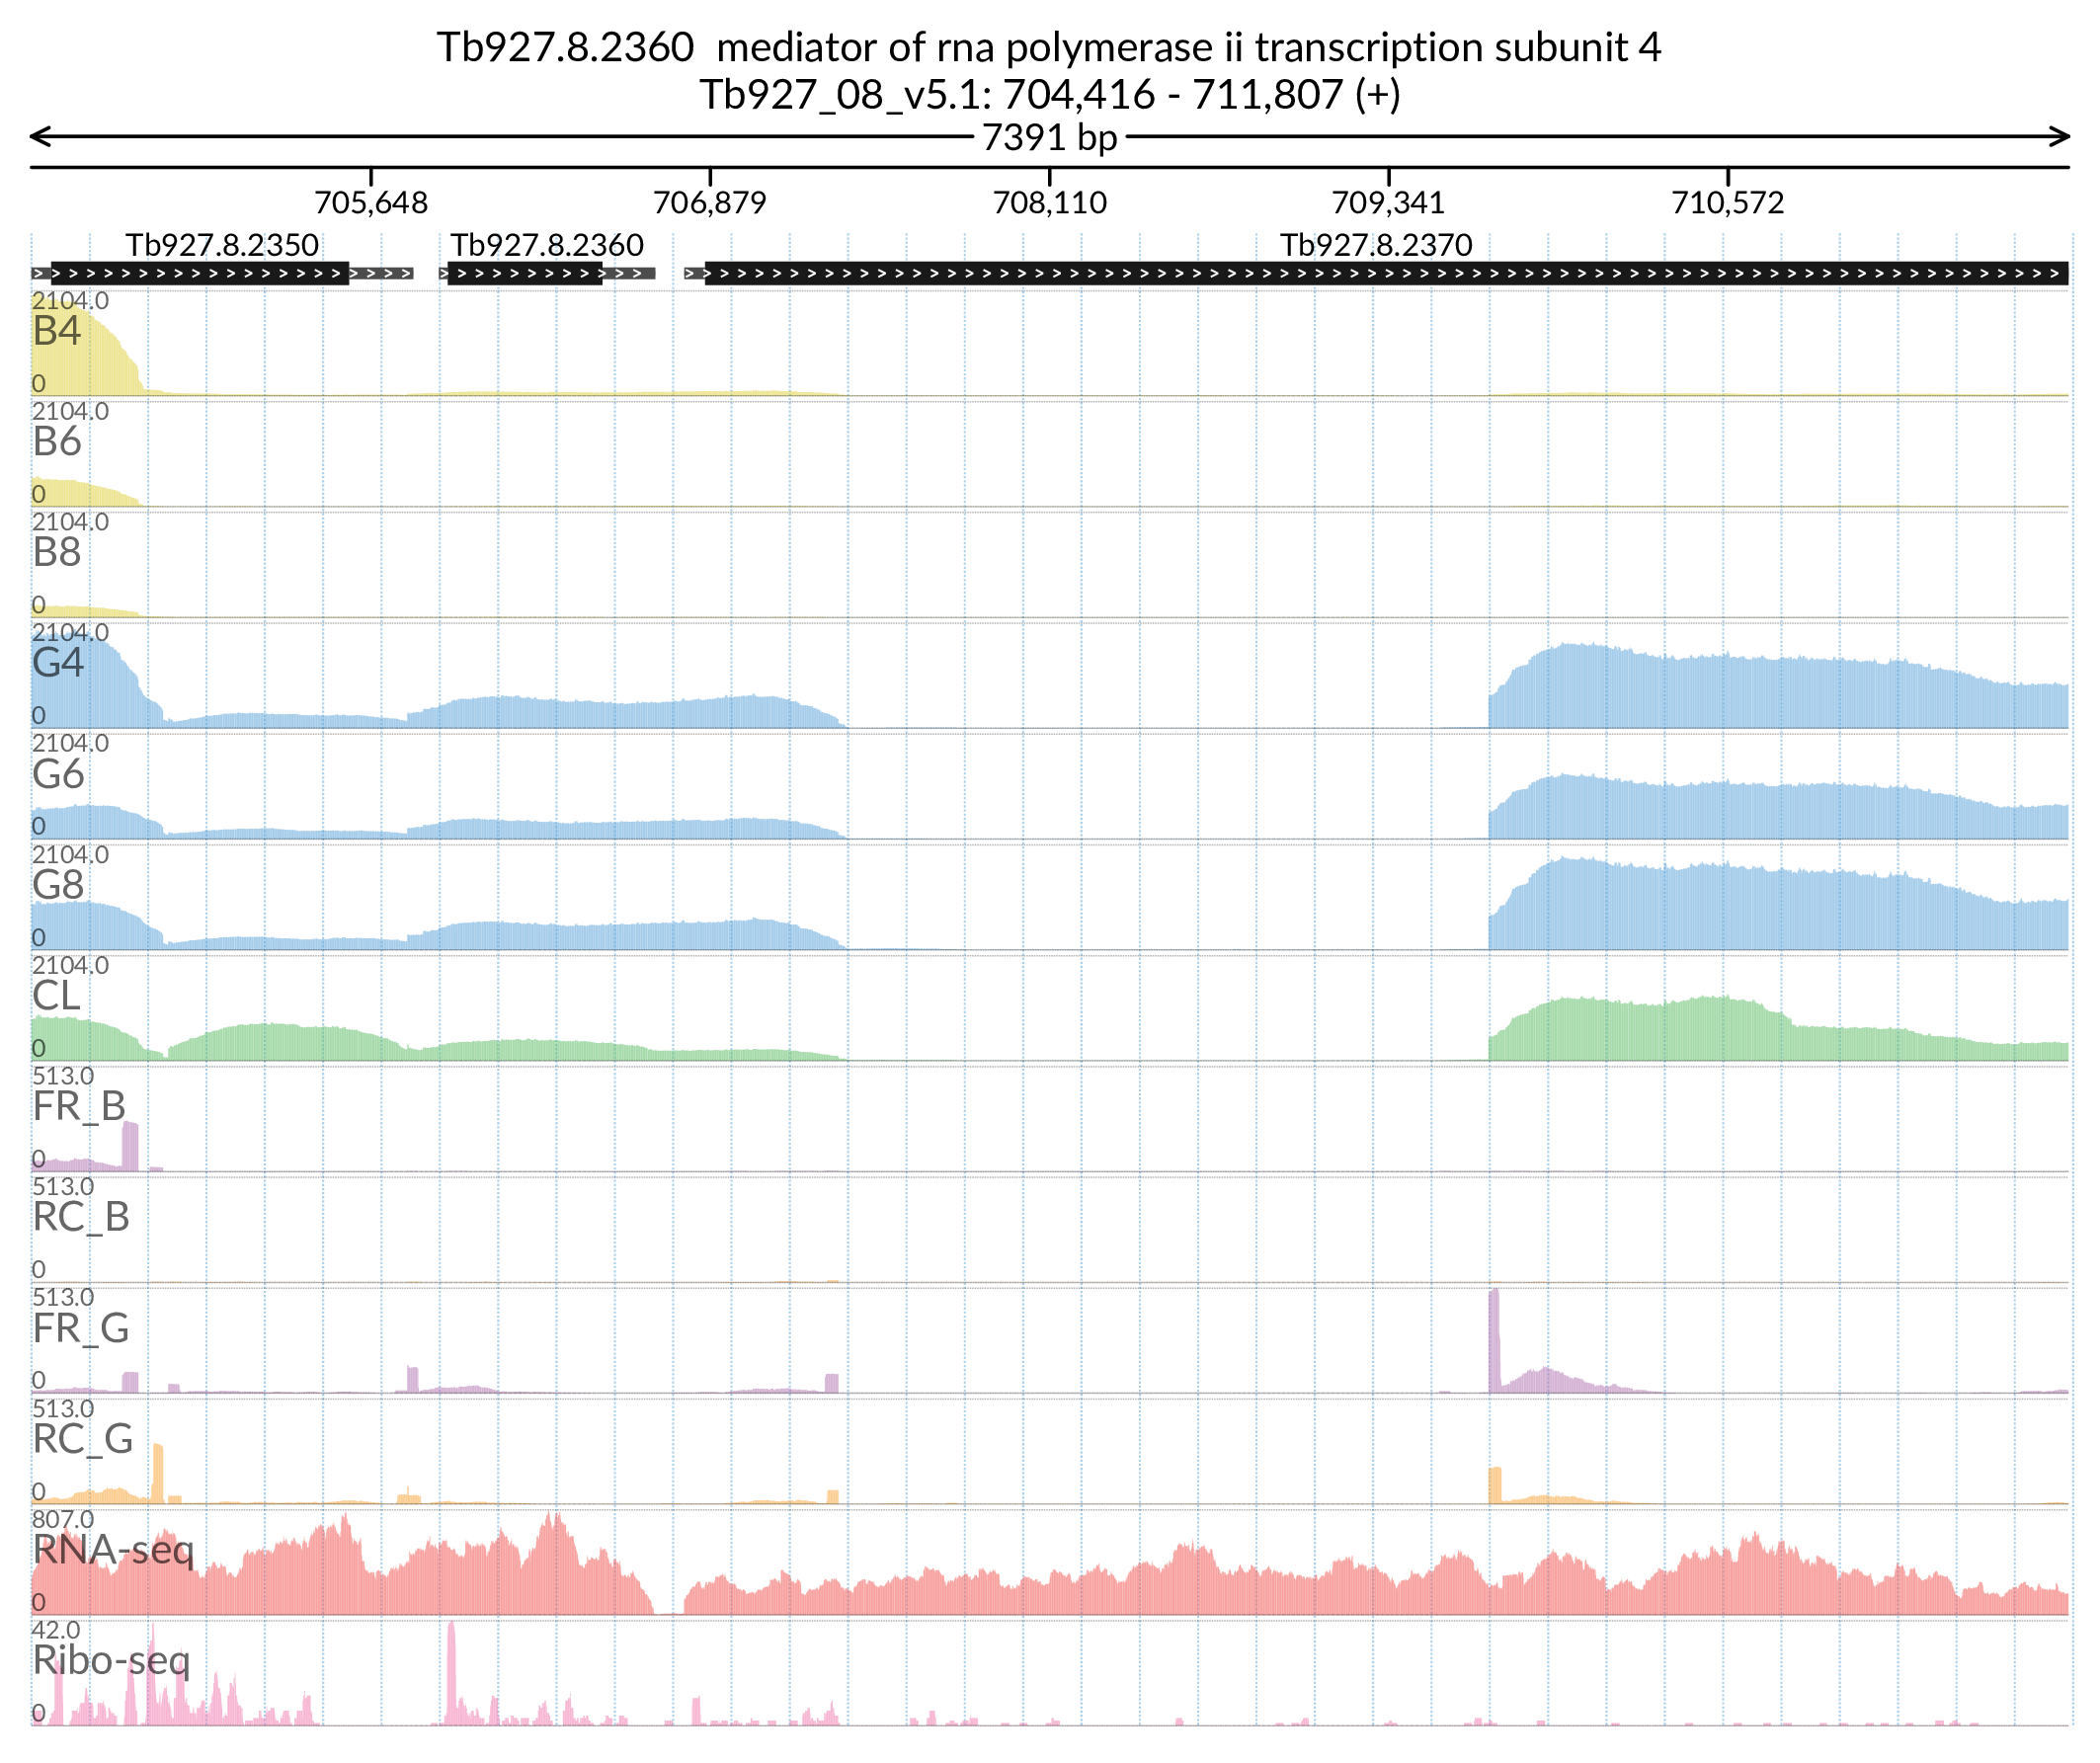 Tb927.8.2360  mediator of rna polymerase ii transcription subunit 4
Tb927_08_v5.1: 704,416 - 711,807 (+)
7391 bp
705,648 706,879 708,110 709,341 710,572
Tb927.8.2350 Tb927.8.2360 Tb927.8.2370
2104.0
B4
0
2104.0
B6
0
2104.0
B8
0
2104.0
G4
0
2104.0
G6
0
2104.0
G8
0
2104.0
CL
0
513.0
FR_B
0
513.0
RC_B
0
513.0
FR_G
0
513.0
RC_G
0
807.0
RNA-seq
0
42.0
Ribo-seq
0